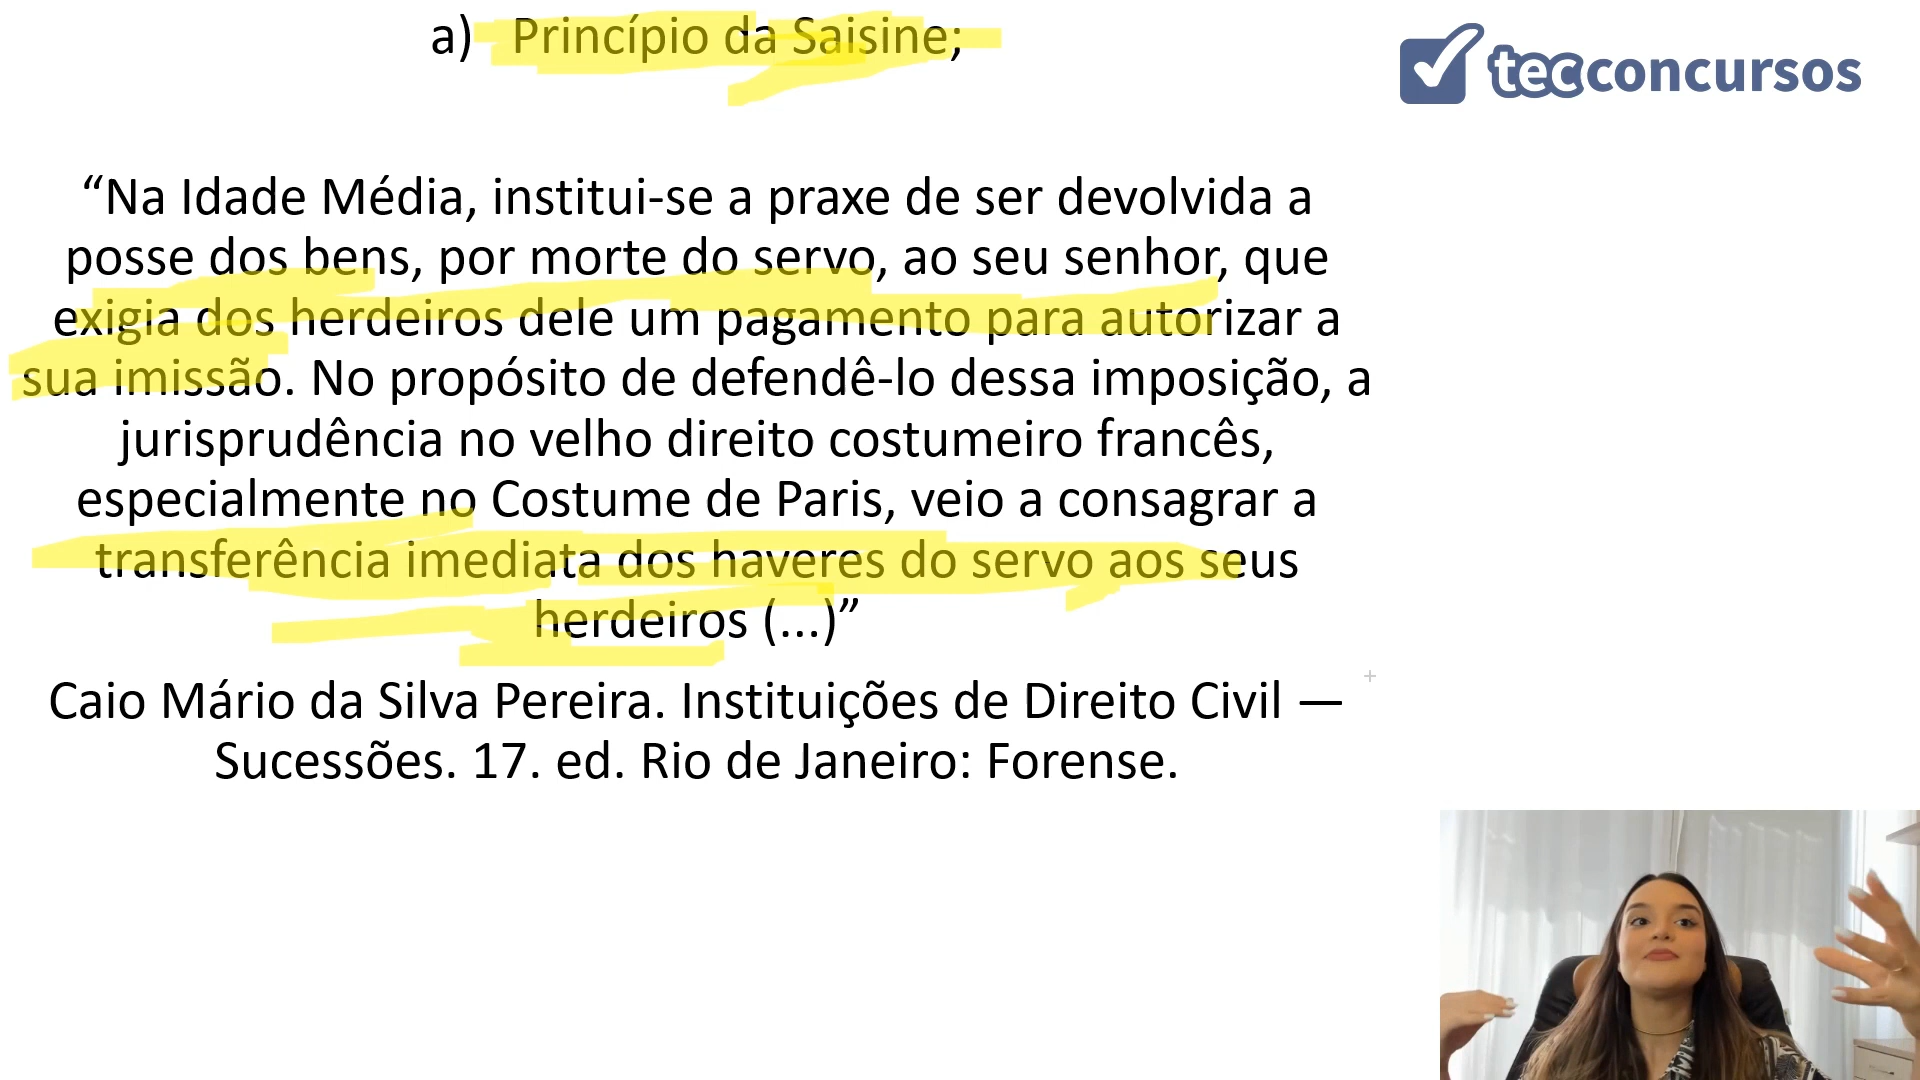 a) Princípio da Saisine;
tecconcursos
“Na Idade Média, institui-se a praxe de ser devolvida a
posse dos bens, por morte do servo, ao seu senhor, que
exigia dos herdeiros dele um pagamento para autorizar a
sua imissão. No propósito de defendê-lo dessa imposição, a
jurisprudência no velho direito costumeiro francês,
especialmente no Costume de Paris, veio a consagrar a
transferência imediata dos haveres do servo aos seus
herdeiros (...)”
Caio Mário da Silva Pereira. Instituições de Direito Civil —
Sucessões. 17. ed. Rio de Janeiro: Forense.